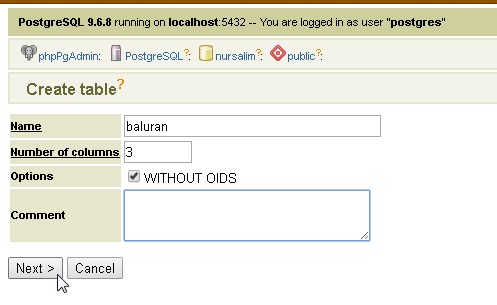 PostgreSQL 9.6.8 running on localhost:5432 -- You are logged in as user "postgres"
phpPgAdmin: PostgreSQL?: nursalim?: public?:
Create table?
Name baluran
Number of columns 3
Options WITHOUT OIDS
Comment
Next > Cancel